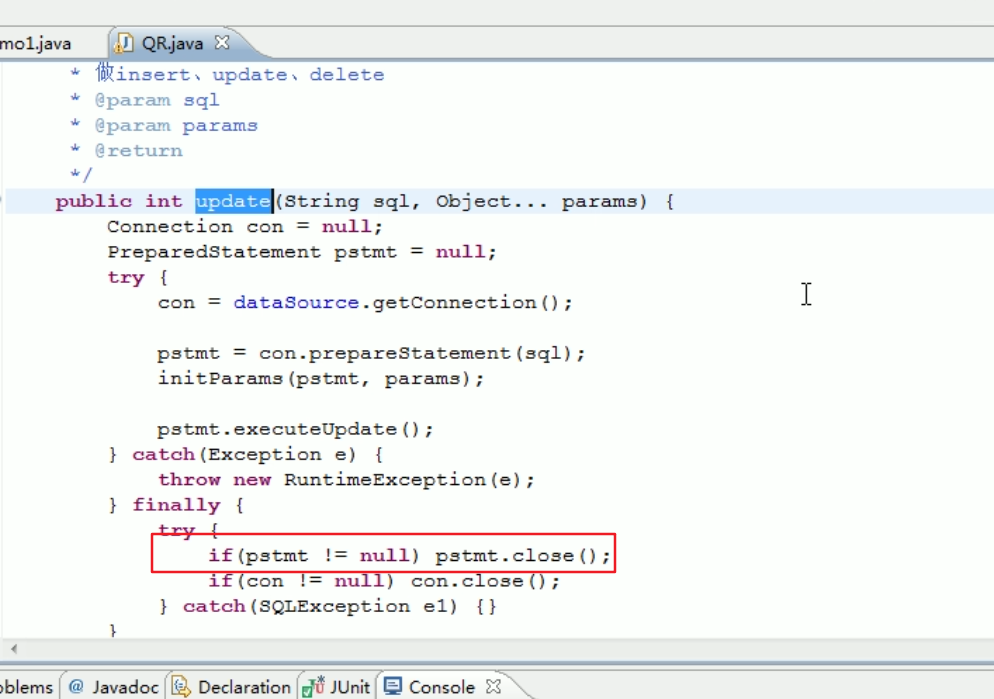 mo1.java QR.java
* 做insert、update、delete
* @param sql
* @param params
* @return
*/
public int update(String sql, Object... params) {
Connection con = null;
PreparedStatement pstmt = null;
try {
con = dataSource.getConnection();
pstmt = con.prepareStatement(sql);
initParams(pstmt, params);
pstmt.executeUpdate();
} catch(Exception e) {
throw new RuntimeException(e);
} finally {
try {
if(pstmt != null) pstmt.close();
if(con != null) con.close();
} catch(SQLException e1) {}
}
oblems @ Javadoc Declaration JUnit Console